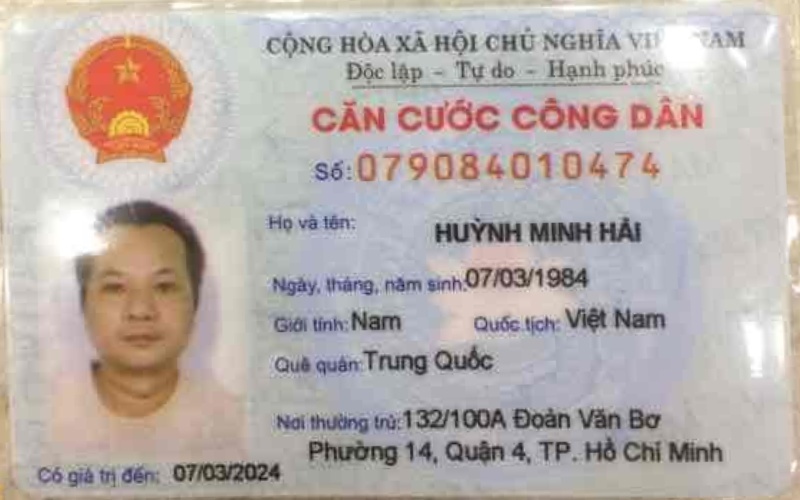 CỘNG HÒA XÃ HỘI CHỦ NGHĨA VIỆT NAM
Độc lập - Tự do - Hạnh phúc
CĂN CƯỚC CÔNG DÂN
Số: 079084010474
Họ và tên: HUỲNH MINH HẢI
Ngày, tháng, năm sinh: 07/03/1984
Giới tính: Nam Quốc tịch: Việt Nam
Quê quán: Trung Quốc
Nơi thường trú: 132/100A Đoàn Văn Bơ
Phường 14, Quận 4, TP. Hồ Chí Minh
Có giá trị đến: 07/03/2024